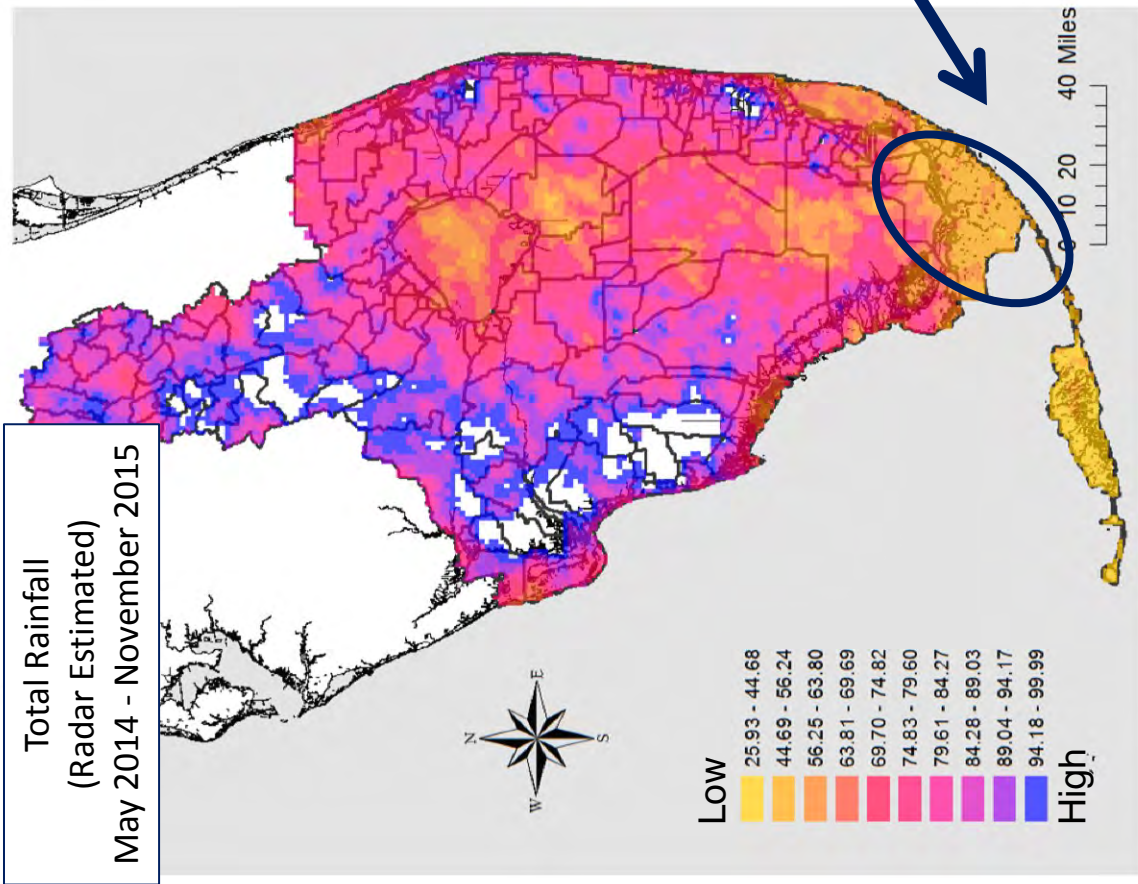 Total Rainfall
(Radar Estimated)
May 2014 - November 2015
N
W
E
S
0 10 20 40 Miles
Low
25.93 - 44.68
44.69 - 56.24
56.25 - 63.80
63.81 - 69.69
69.70 - 74.82
74.83 - 79.60
79.61 - 84.27
84.28 - 89.03
89.04 - 94.17
94.18 - 99.99
High